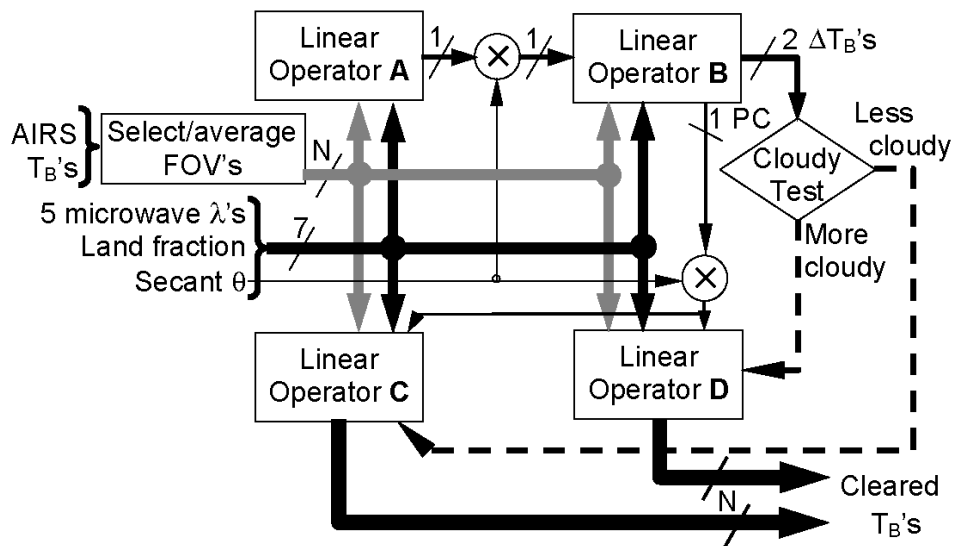 Linear
Operator A
1
×
1
Linear
Operator B
2 ΔT_B's
AIRS
T_B's
Select/average
FOV's
N
1 PC
Less
cloudy
Cloudy
Test
5 microwave λ's
Land fraction
Secant θ
7
More
cloudy
×
Linear
Operator C
Linear
Operator D
N
N
Cleared
T_B's